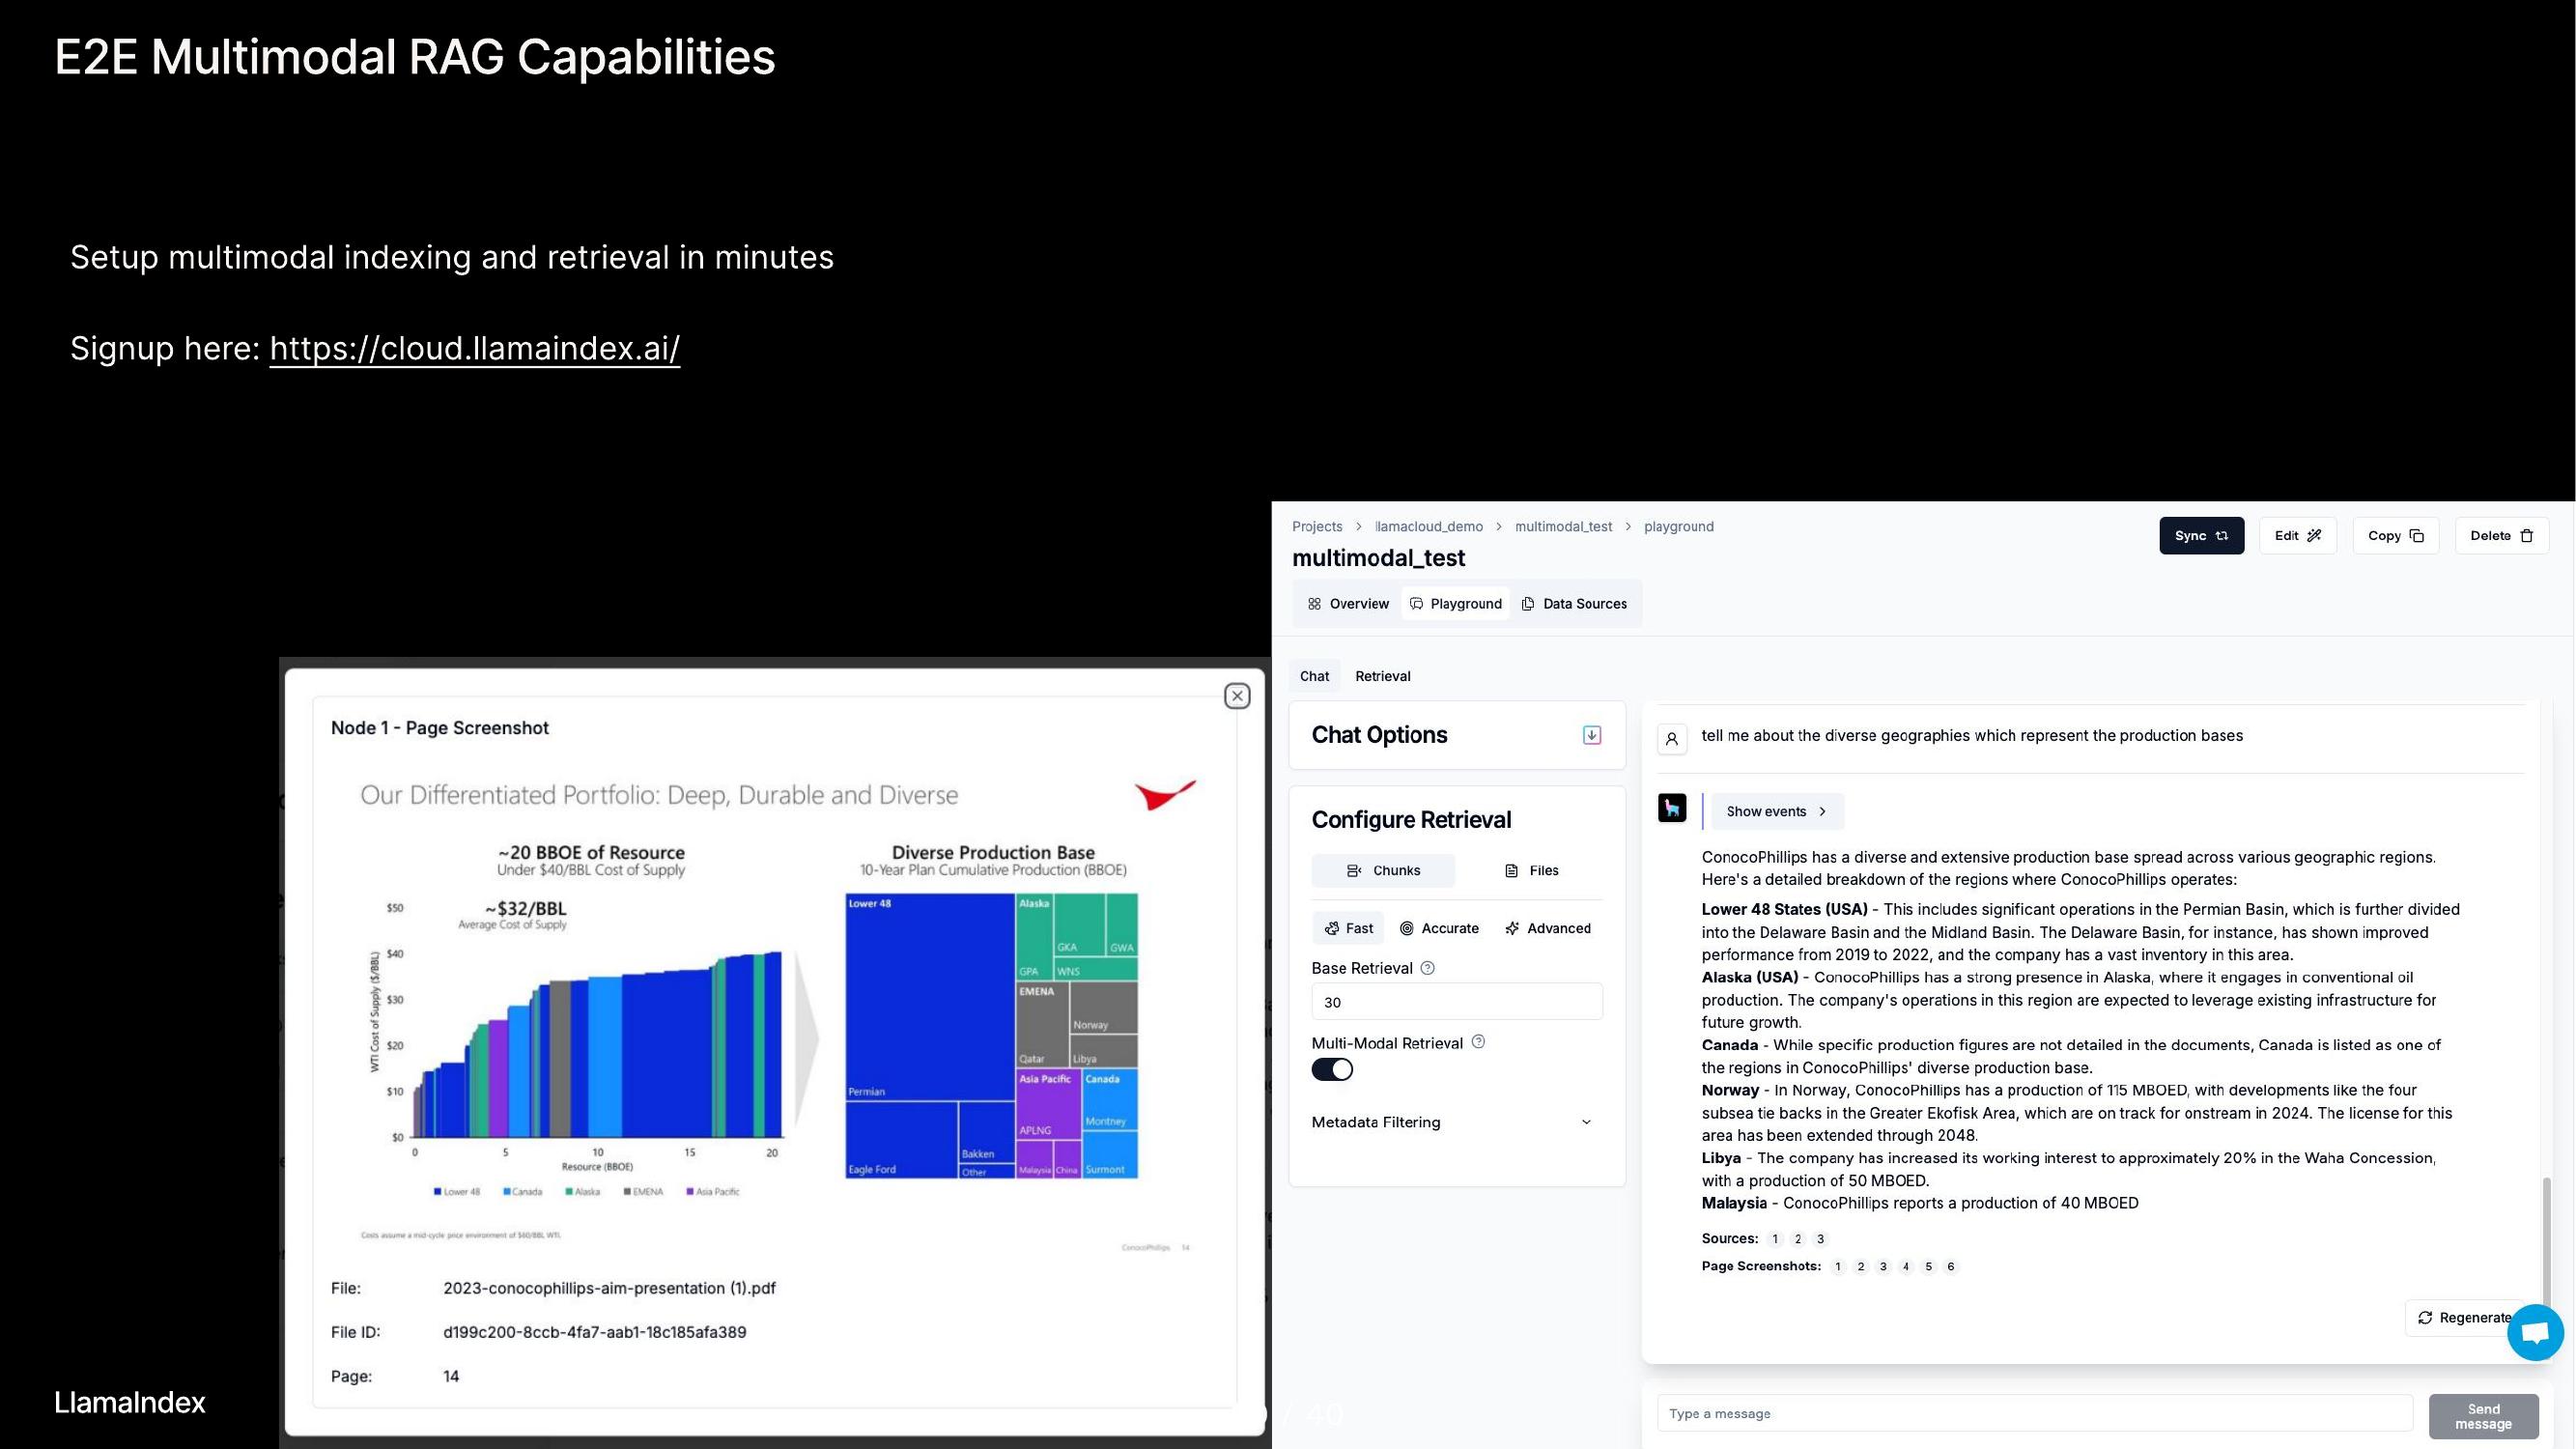 E2E Multimodal RAG Capabilities
Setup multimodal indexing and retrieval in minutes
Signup here: https://cloud.llamaindex.ai/
Node 1 - Page Screenshot
Our Differentiated Portfolio: Deep, Durable and Diverse
~20 BBOE of Resource
Under $40/BBL Cost of Supply
~$32/BBL
Average Cost of Supply
WTI Cost of Supply ($/BBL)
$50
$40
$30
$20
$10
$0
0 5 10 15 20
Resource (BBOE)
Lower 48 Canada Alaska EMENA Asia Pacific
Diverse Production Base
10-Year Plan Cumulative Production (BBOE)
Lower 48
Permian
Eagle Ford
Bakken
Other
Alaska
GKA
GWA
GPA
WNS
EMENA
Norway
Qatar
Libya
Asia Pacific
APLNG
Malaysia
China
Canada
Montney
Surmont
Costs assume a mid-cycle price environment of $60/BBL WTI.
ConocoPhillips 14
File: 2023-conocophillips-aim-presentation (1).pdf
File ID: d199c200-8ccb-4fa7-aab1-18c185afa389
Page: 14
LlamaIndex
Projects > llamacloud_demo > multimodal_test > playground
multimodal_test
Sync
Edit
Copy
Delete
Overview
Playground
Data Sources
Chat
Retrieval
Chat Options
Configure Retrieval
Chunks
Files
Fast
Accurate
Advanced
Base Retrieval
30
Multi-Modal Retrieval
Metadata Filtering
tell me about the diverse geographies which represent the production bases
Show events
ConocoPhillips has a diverse and extensive production base spread across various geographic regions.
Here's a detailed breakdown of the regions where ConocoPhillips operates:
Lower 48 States (USA) - This includes significant operations in the Permian Basin, which is further divided
into the Delaware Basin and the Midland Basin. The Delaware Basin, for instance, has shown improved
performance from 2019 to 2022, and the company has a vast inventory in this area.
Alaska (USA) - ConocoPhillips has a strong presence in Alaska, where it engages in conventional oil
production. The company's operations in this region are expected to leverage existing infrastructure for
future growth.
Canada - While specific production figures are not detailed in the documents, Canada is listed as one of
the regions in ConocoPhillips' diverse production base.
Norway - In Norway, ConocoPhillips has a production of 115 MBOED, with developments like the four
subsea tie backs in the Greater Ekofisk Area, which are on track for onstream in 2024. The license for this
area has been extended through 2048.
Libya - The company has increased its working interest to approximately 20% in the Waha Concession,
with a production of 50 MBOED.
Malaysia - ConocoPhillips reports a production of 40 MBOED
Sources: 1 2 3
Page Screenshots: 1 2 3 4 5 6
Regenerate
Type a message
Send
message
/ 40